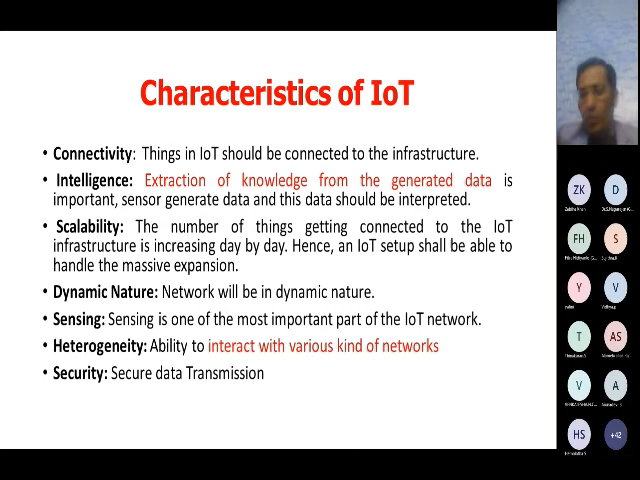 Characteristics of IoT
• Connectivity: Things in IoT should be connected to the infrastructure.
• Intelligence: Extraction of knowledge from the generated data is
important, sensor generate data and this data should be interpreted.
• Scalability: The number of things getting connected to the IoT
infrastructure is increasing day by day. Hence, an IoT setup shall be able to
handle the massive expansion.
• Dynamic Nature: Network will be in dynamic nature.
• Sensing: Sensing is one of the most important part of the IoT network.
• Heterogeneity: Ability to interact with various kind of networks
• Security: Secure data Transmission
ZK
D
FH
S
Y
V
T
AS
V
A
HS
+42